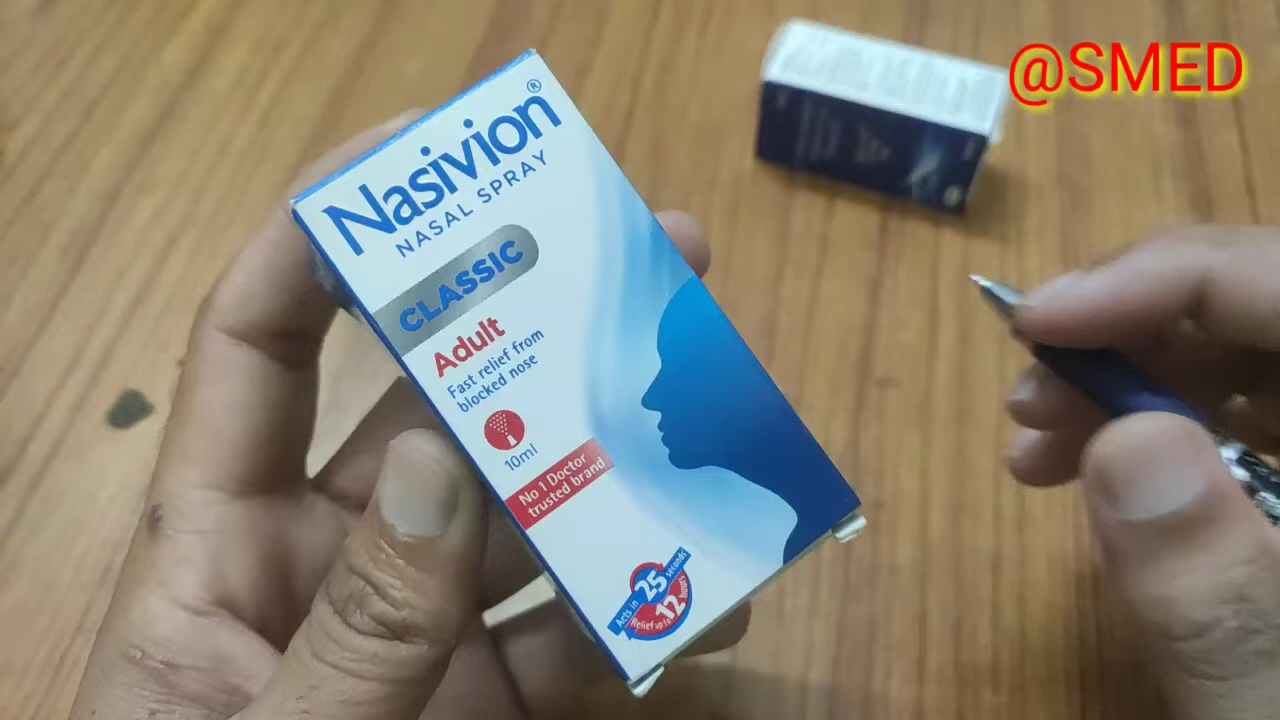 @SMED
Nasivion®
NASAL SPRAY
CLASSIC
Adult
Fast relief from
blocked nose
10ml
No 1 Doctor
trusted brand
Acts in 25 seconds
Relief up to 12 hours